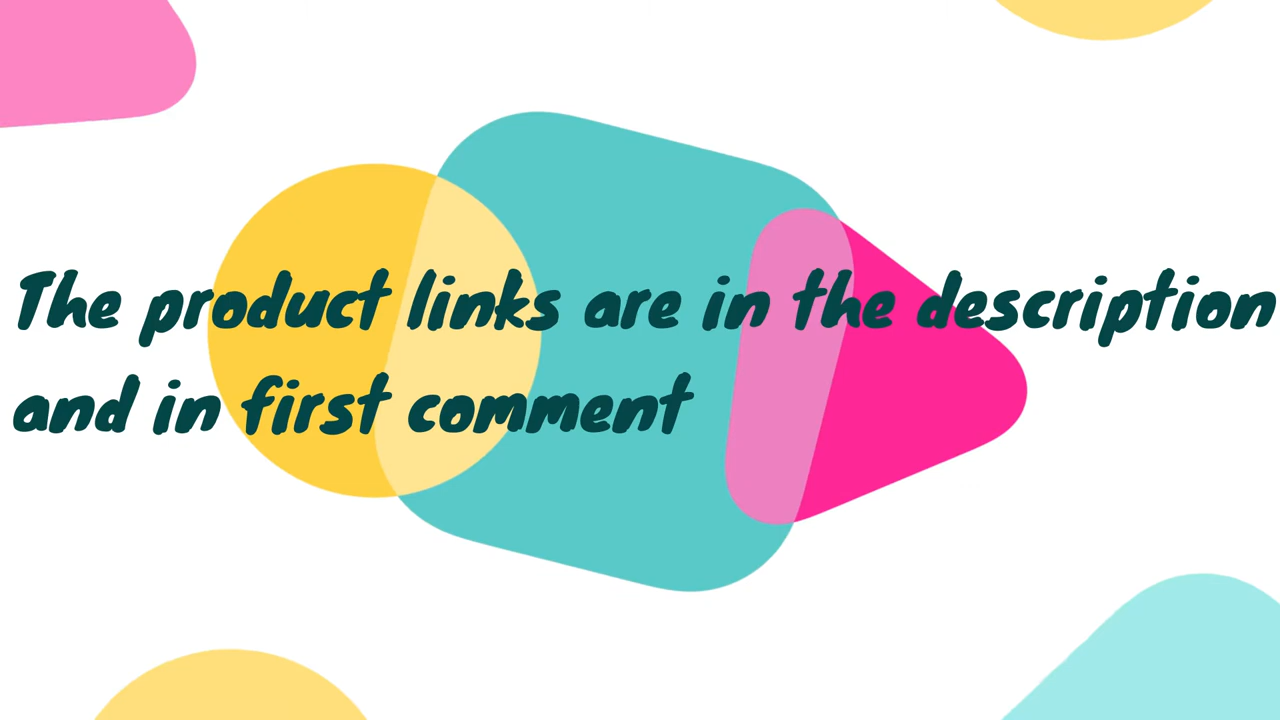 The product links are in the description
and in first comment